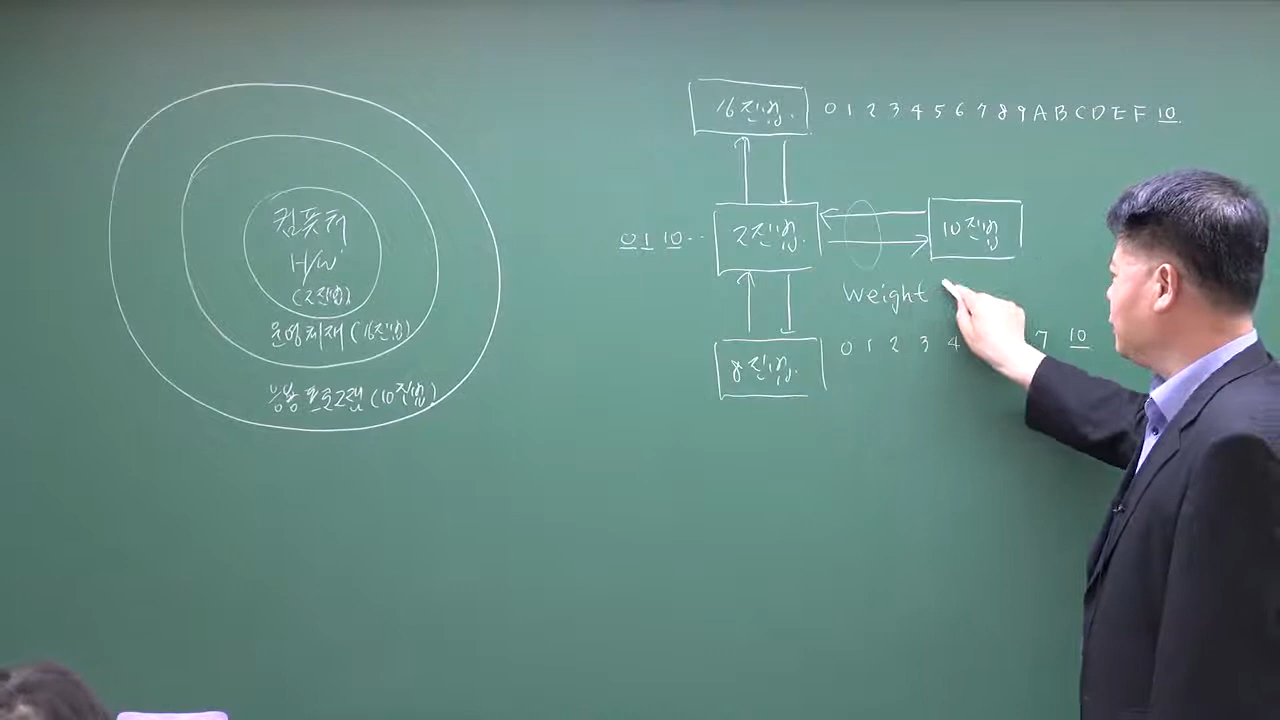 컴퓨터
H/W
(2진법)
운영체제 (16진법)
응용 프로그램 (10진법)
16진법. 0 1 2 3 4 5 6 7 8 9 A B C D E F 10
0 1 10 ..
2진법.
10진법
Weight
8진법. 0 1 2 3 4 7 10